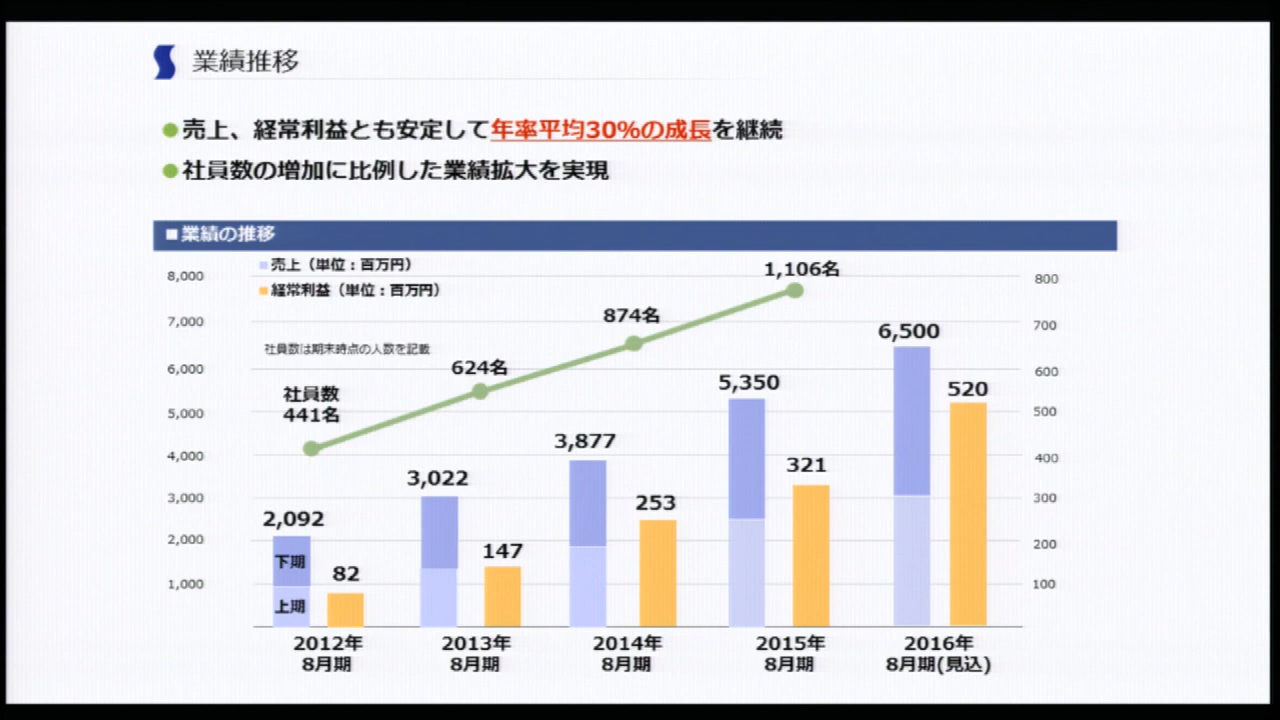 業績推移
●売上、経常利益とも安定して年率平均30%の成長を継続
●社員数の増加に比例した業績拡大を実現
■業績の推移
■売上（単位：百万円）
■経常利益（単位：百万円）
社員数は期末時点の人数を記載
8,000
7,000
6,000
5,000
4,000
3,000
2,000
1,000
800
700
600
500
400
300
200
100
社員数
441名
624名
874名
1,106名
2,092
82
3,022
147
3,877
253
5,350
321
6,500
520
下期
上期
2012年
8月期
2013年
8月期
2014年
8月期
2015年
8月期
2016年
8月期(見込)